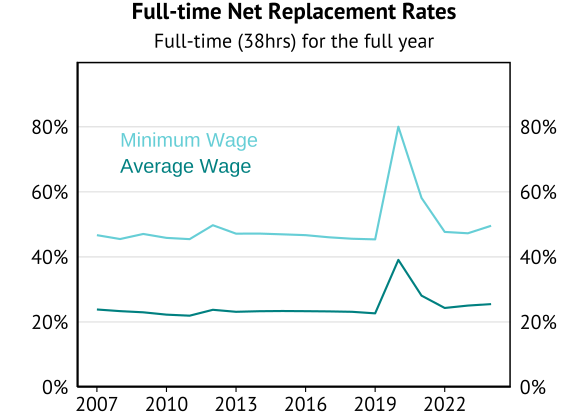 Full-time Net Replacement Rates
Full-time (38hrs) for the full year
80% 80%
Minimum Wage
Average Wage
60% 60%
40% 40%
20% 20%
0% 0%
2007 2010 2013 2016 2019 2022